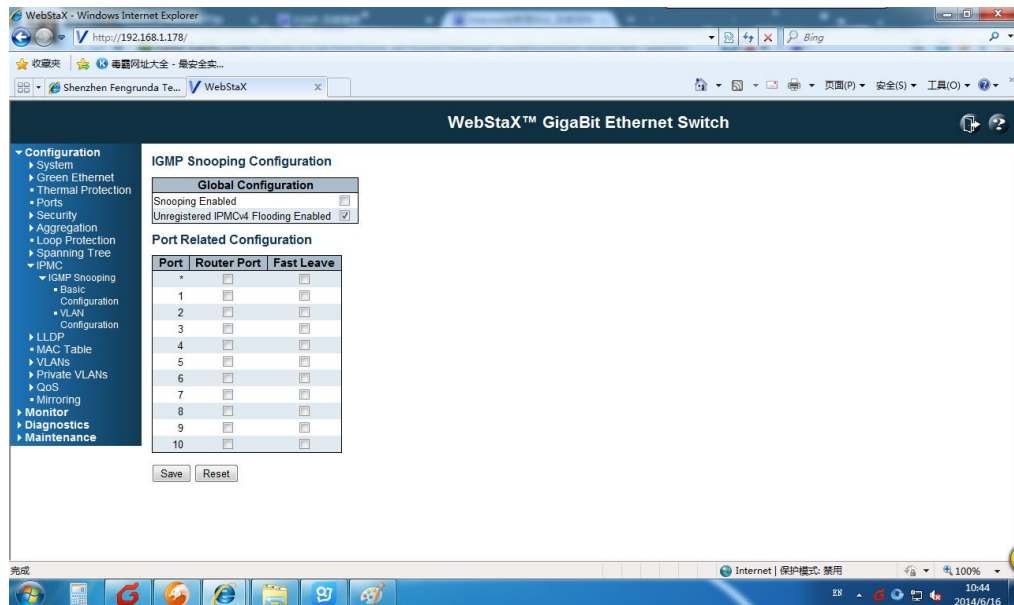 WebStaX - Windows Internet Explorer
http://192.168.1.178/
Bing
收藏夹 毒霸网址大全 - 最安全实...
Shenzhen Fengrunda Te... WebStaX x
页面(P) 安全(S) 工具(O)
WebStaX™ GigaBit Ethernet Switch
Configuration
System
Green Ethernet
Thermal Protection
Ports
Security
Aggregation
Loop Protection
Spanning Tree
IPMC
IGMP Snooping
Basic
Configuration
VLAN
Configuration
LLDP
MAC Table
VLANs
Private VLANs
QoS
Mirroring
Monitor
Diagnostics
Maintenance
IGMP Snooping Configuration
Global Configuration
Snooping Enabled
Unregistered IPMCv4 Flooding Enabled
Port Related Configuration
Port Router Port Fast Leave
*
1
2
3
4
5
6
7
8
9
10
Save Reset
完成
Internet | 保护模式: 禁用
100%
EN
10:44
2014/6/16